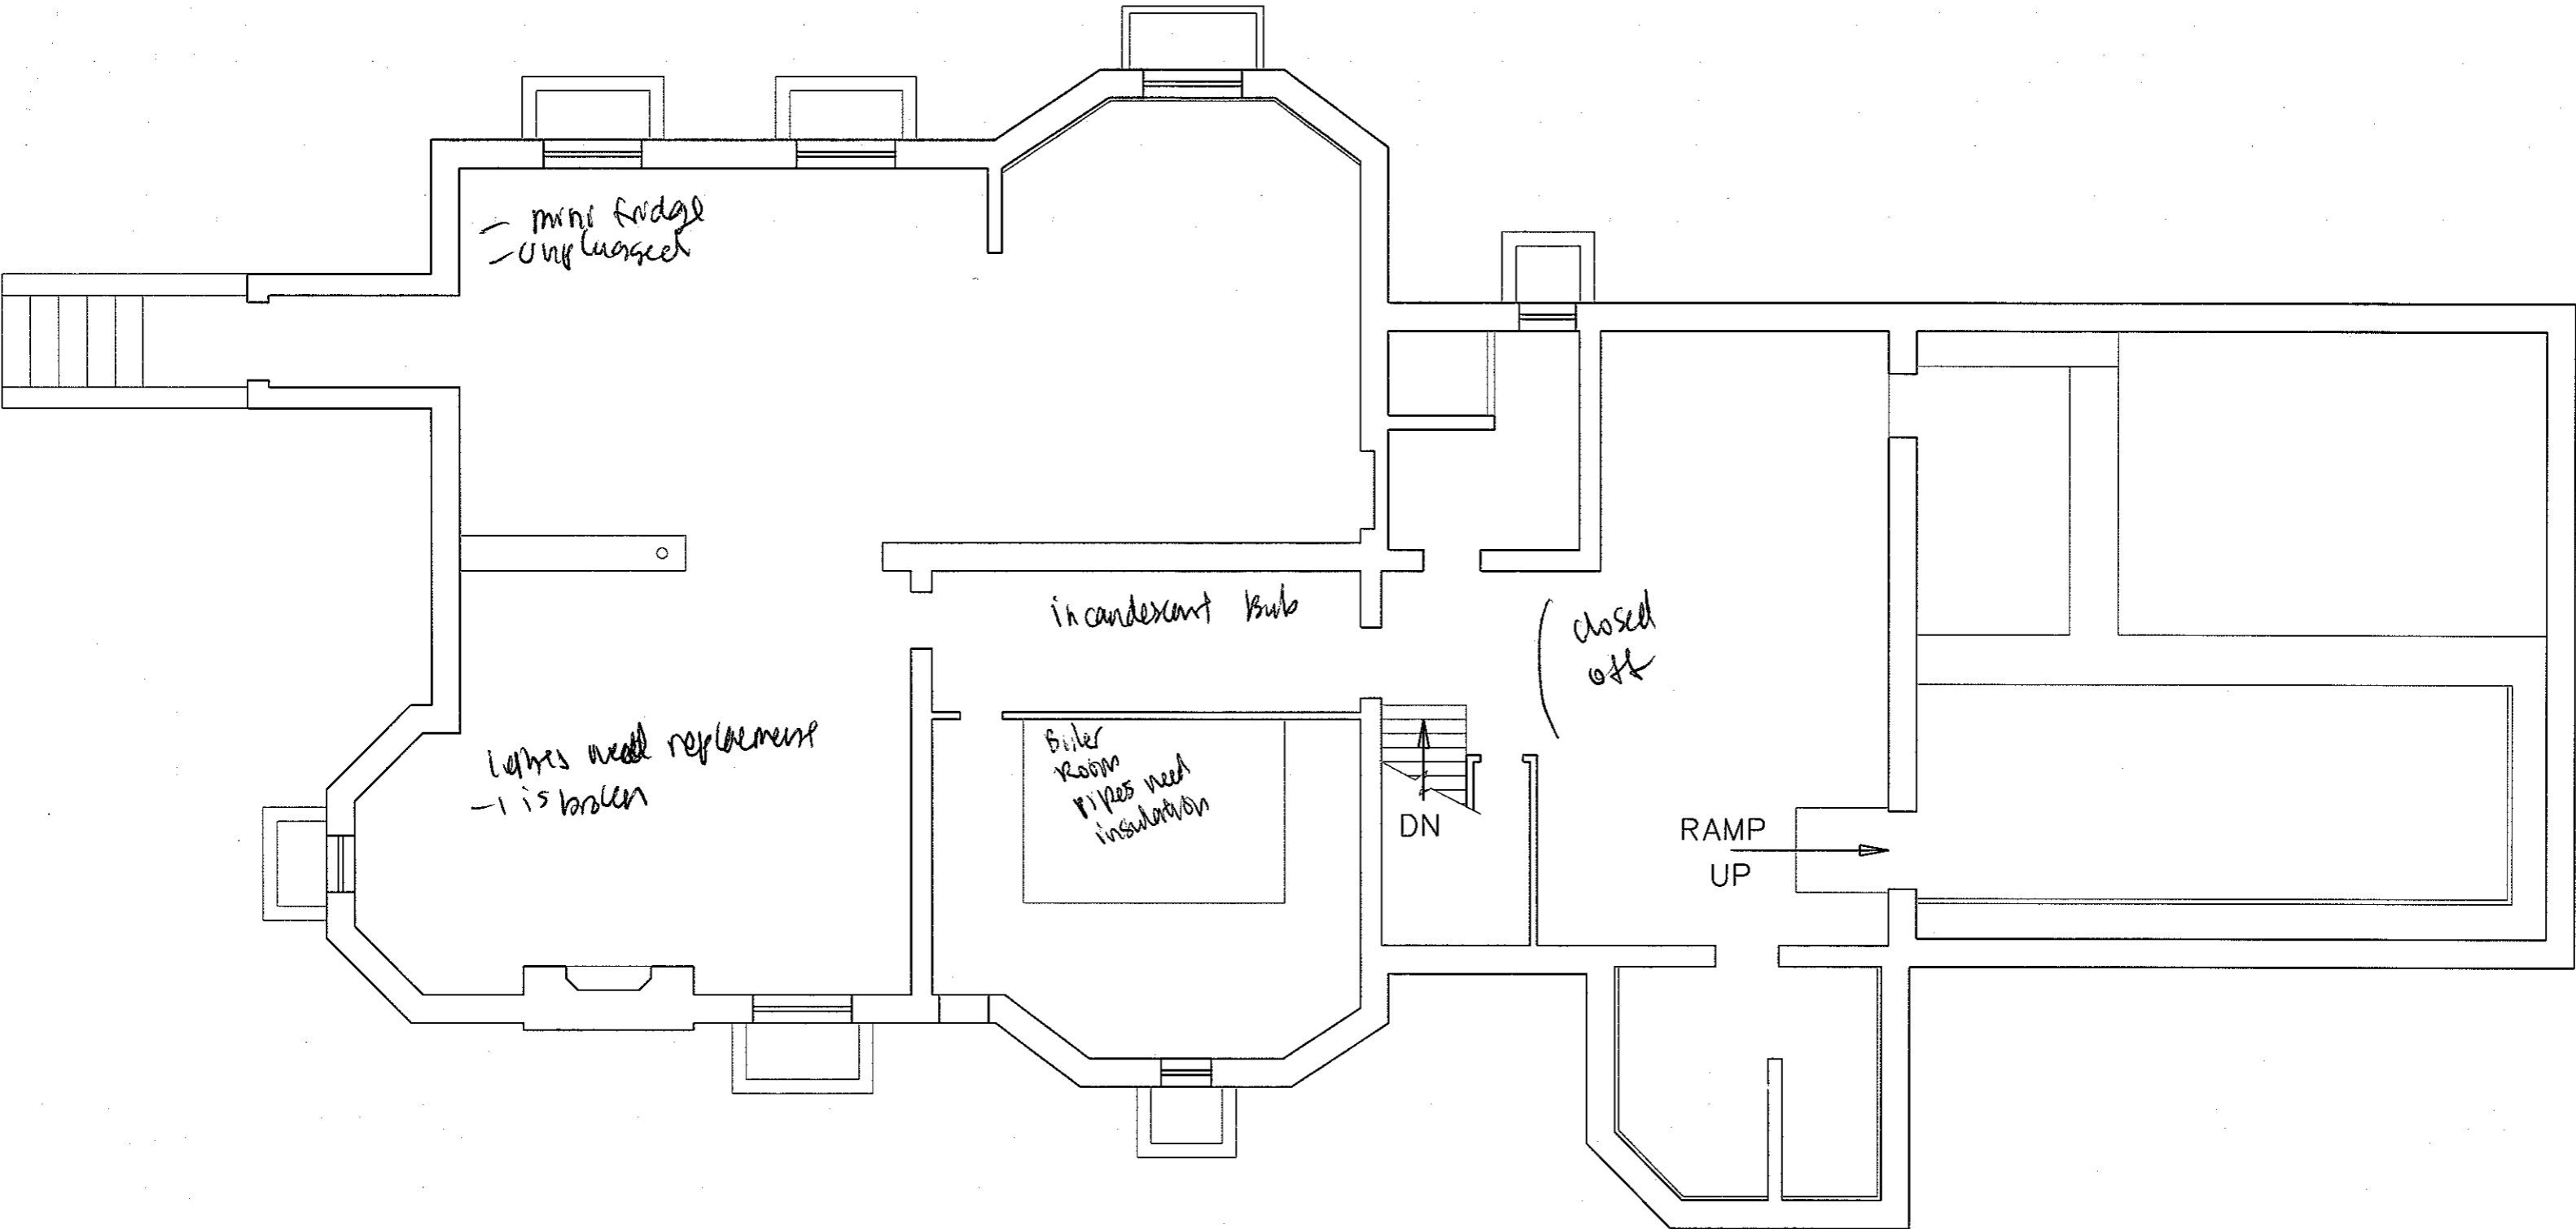 - mini fridge
- unplugged
incandescent Bulb
closed
off
lights need replacement
- 1 is broken
Boiler
Room
pipes need
insulation
DN
RAMP
UP